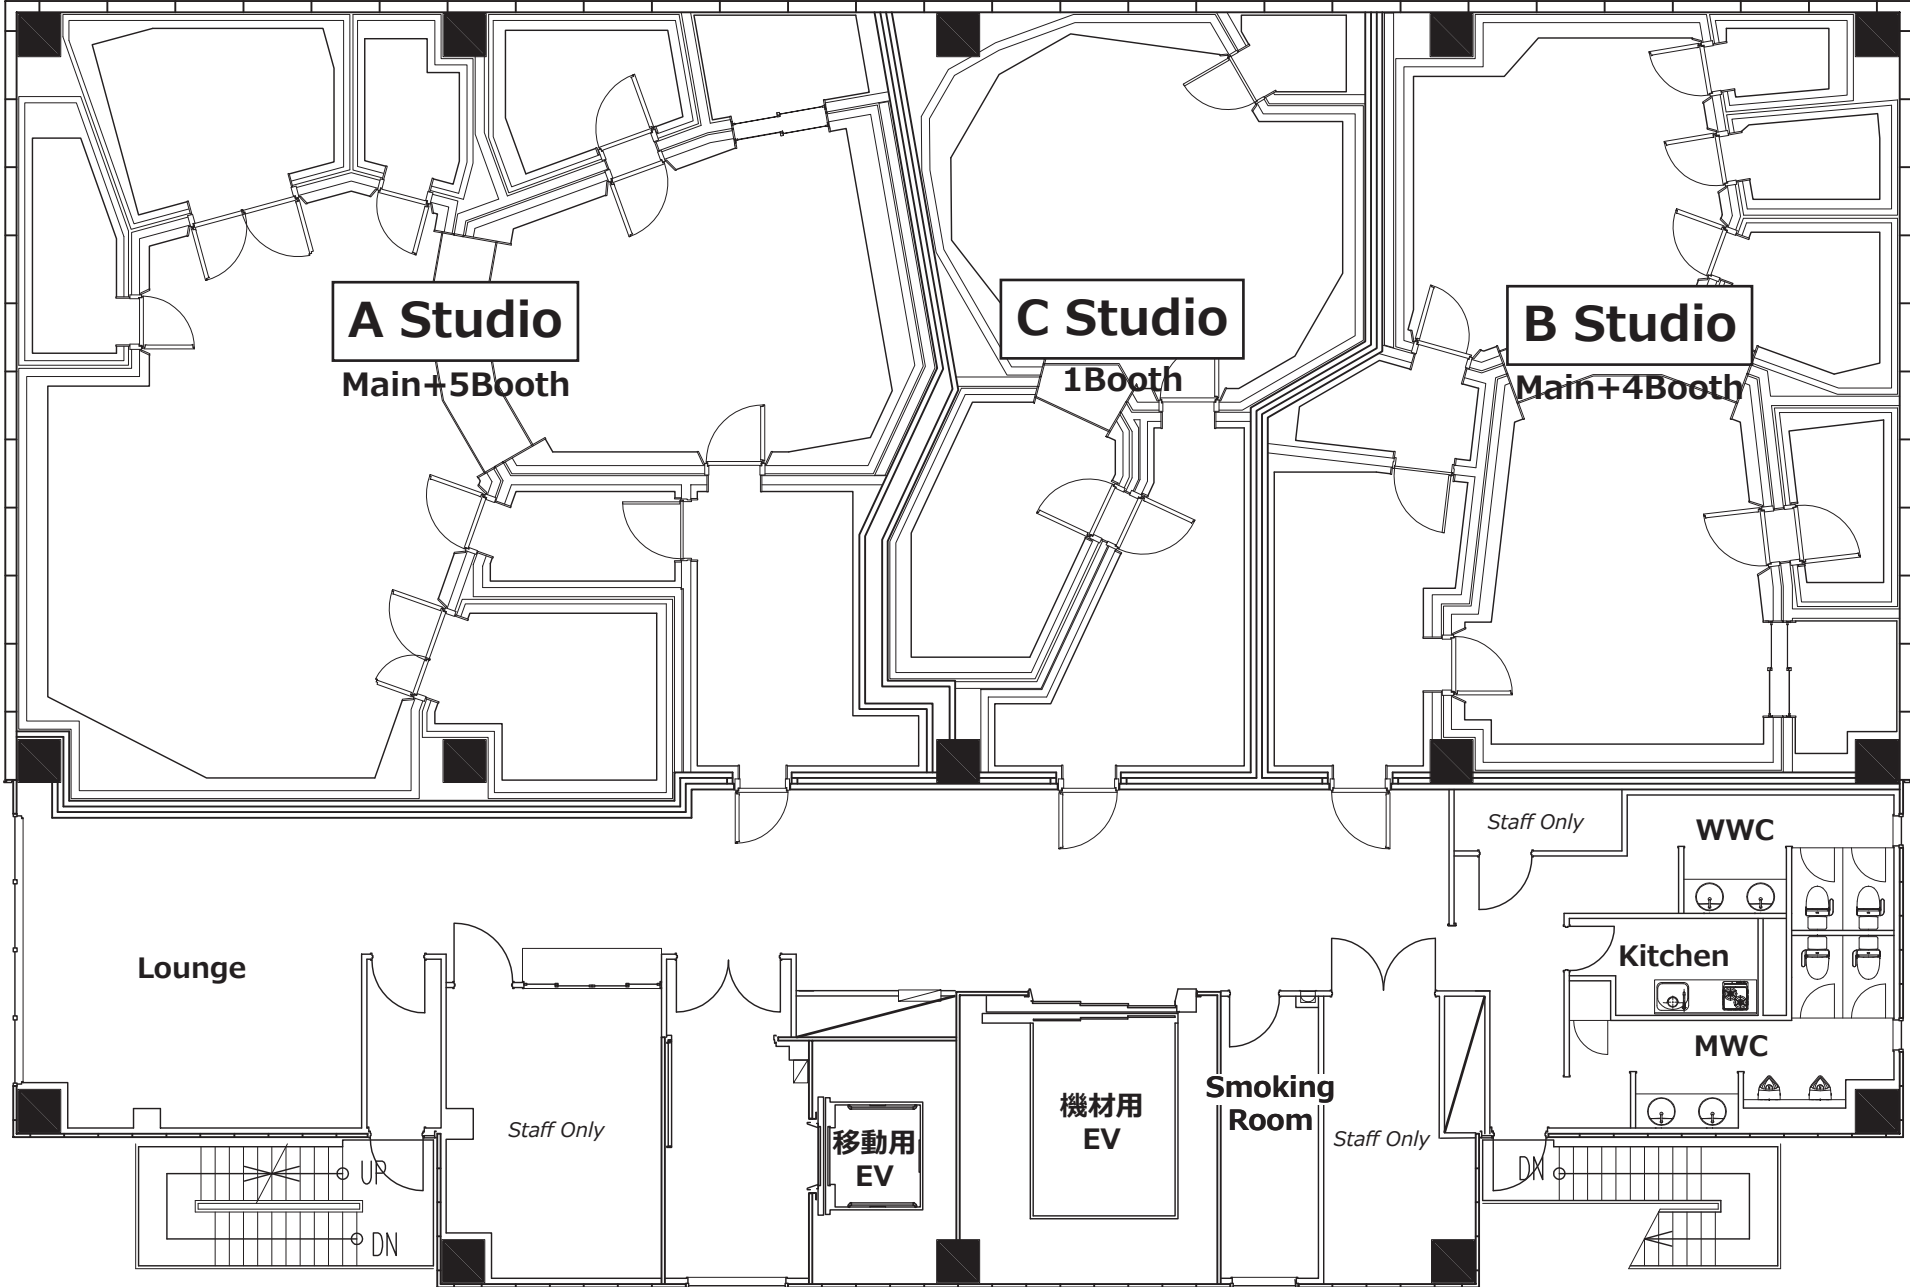 A Studio
Main+5Booth
C Studio
1Booth
B Studio
Main+4Booth
Staff Only
WWC
Lounge
Kitchen
MWC
Staff Only
移動用
EV
機材用
EV
Smoking
Room
Staff Only
UP
DN
DN